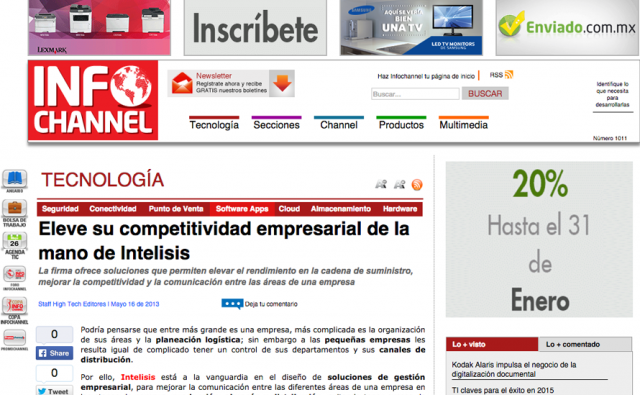 LEXMARK
Inscríbete
SAMSUNG
AQUÍ SE VERÍA BIEN UNA TV
LED TV MONITORS
DE SAMSUNG
Enviado.com.mx
INFO
CHANNEL
Newsletter
Regístrate ahora y recibe
GRATIS nuestros boletines
Haz Infochannel tu página de inicio
RSS
Buscar...
BUSCAR
Identifique lo
que necesita
para
desarrollarlas
Número 1011
Tecnología Secciones Channel Productos Multimedia
ANUARIO
BOLSA DE
TRABAJO
26
AGENDA
TIC
FORO
INFOCHANNEL
COPA
INFOCHANNEL
PREMIOCHANNEL
TECNOLOGÍA
Seguridad Conectividad Punto de Venta Software Apps Cloud Almacenamiento Hardware
Eleve su competitividad empresarial de la
mano de Intelisis
La firma ofrece soluciones que permiten elevar el rendimiento en la cadena de suministro,
mejorar la competitividad y la comunicación entre las áreas de una empresa
Staff High Tech Editores | Mayo 16 de 2013
Deja tu comentario
0
Share
0
Tweet
Podría pensarse que entre más grande es una empresa, más complicada es la organización
de sus áreas y la planeación logística; sin embargo a las pequeñas empresas les
resulta igual de complicado tener un control de sus departamentos y sus canales de
distribución.
Por ello, Intelisis está a la vanguardia en el diseño de soluciones de gestión
empresarial, para mejorar la comunicación entre las diferentes áreas de una empresa en
20%
Hasta el 31
de
Enero
Lo + visto Lo + comentado
Kodak Alaris impulsa el negocio de la
digitalización documental
TI claves para el éxito en 2015